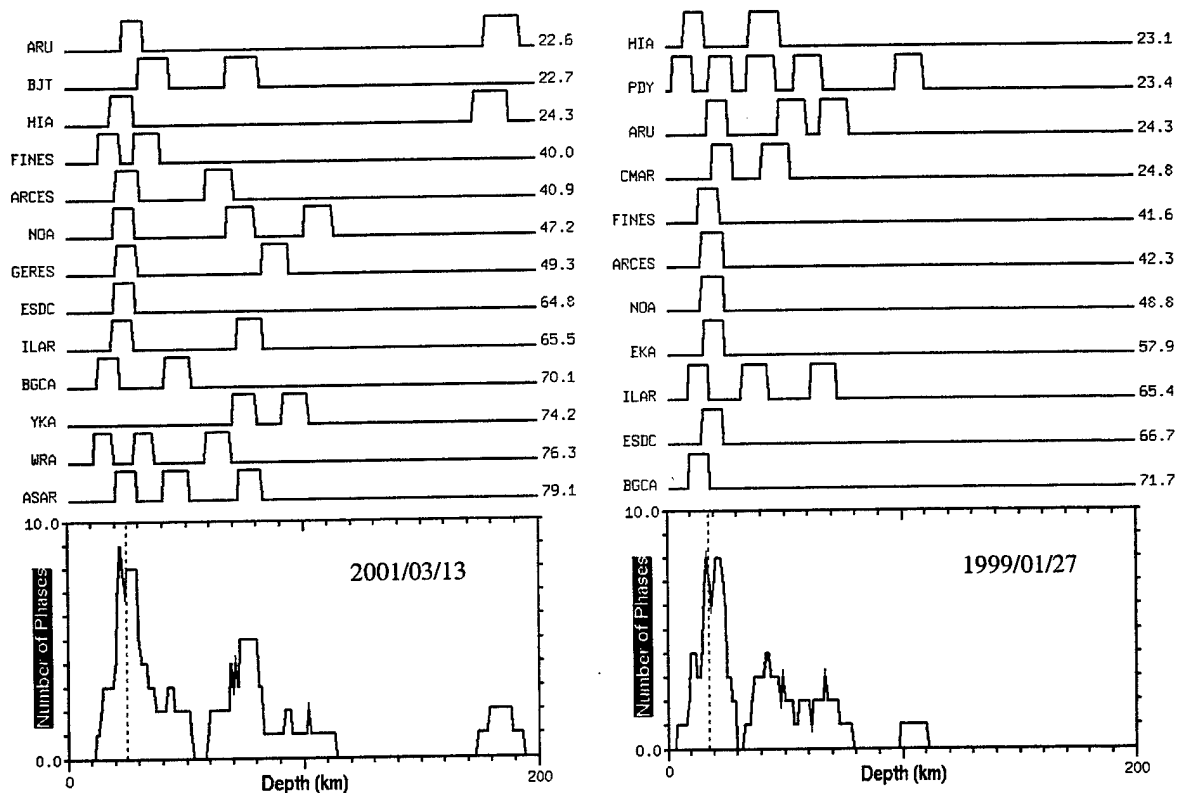 ARU 22.6
BJT 22.7
HIA 24.3
FINES 40.0
ARCES 40.9
NOA 47.2
GERES 49.3
ESDC 64.8
ILAR 65.5
BGCA 70.1
YKA 74.2
WRA 76.3
ASAR 79.1
10.0
2001/03/13
Number of Phases
0.0
0 Depth (km) 200
HIA 23.1
PDY 23.4
ARU 24.3
CMAR 24.8
FINES 41.6
ARCES 42.3
NOA 48.8
EKA 57.9
ILAR 65.4
ESDC 66.7
BGCA 71.7
10.0
1999/01/27
Number of Phases
0.0
0 Depth (km) 200